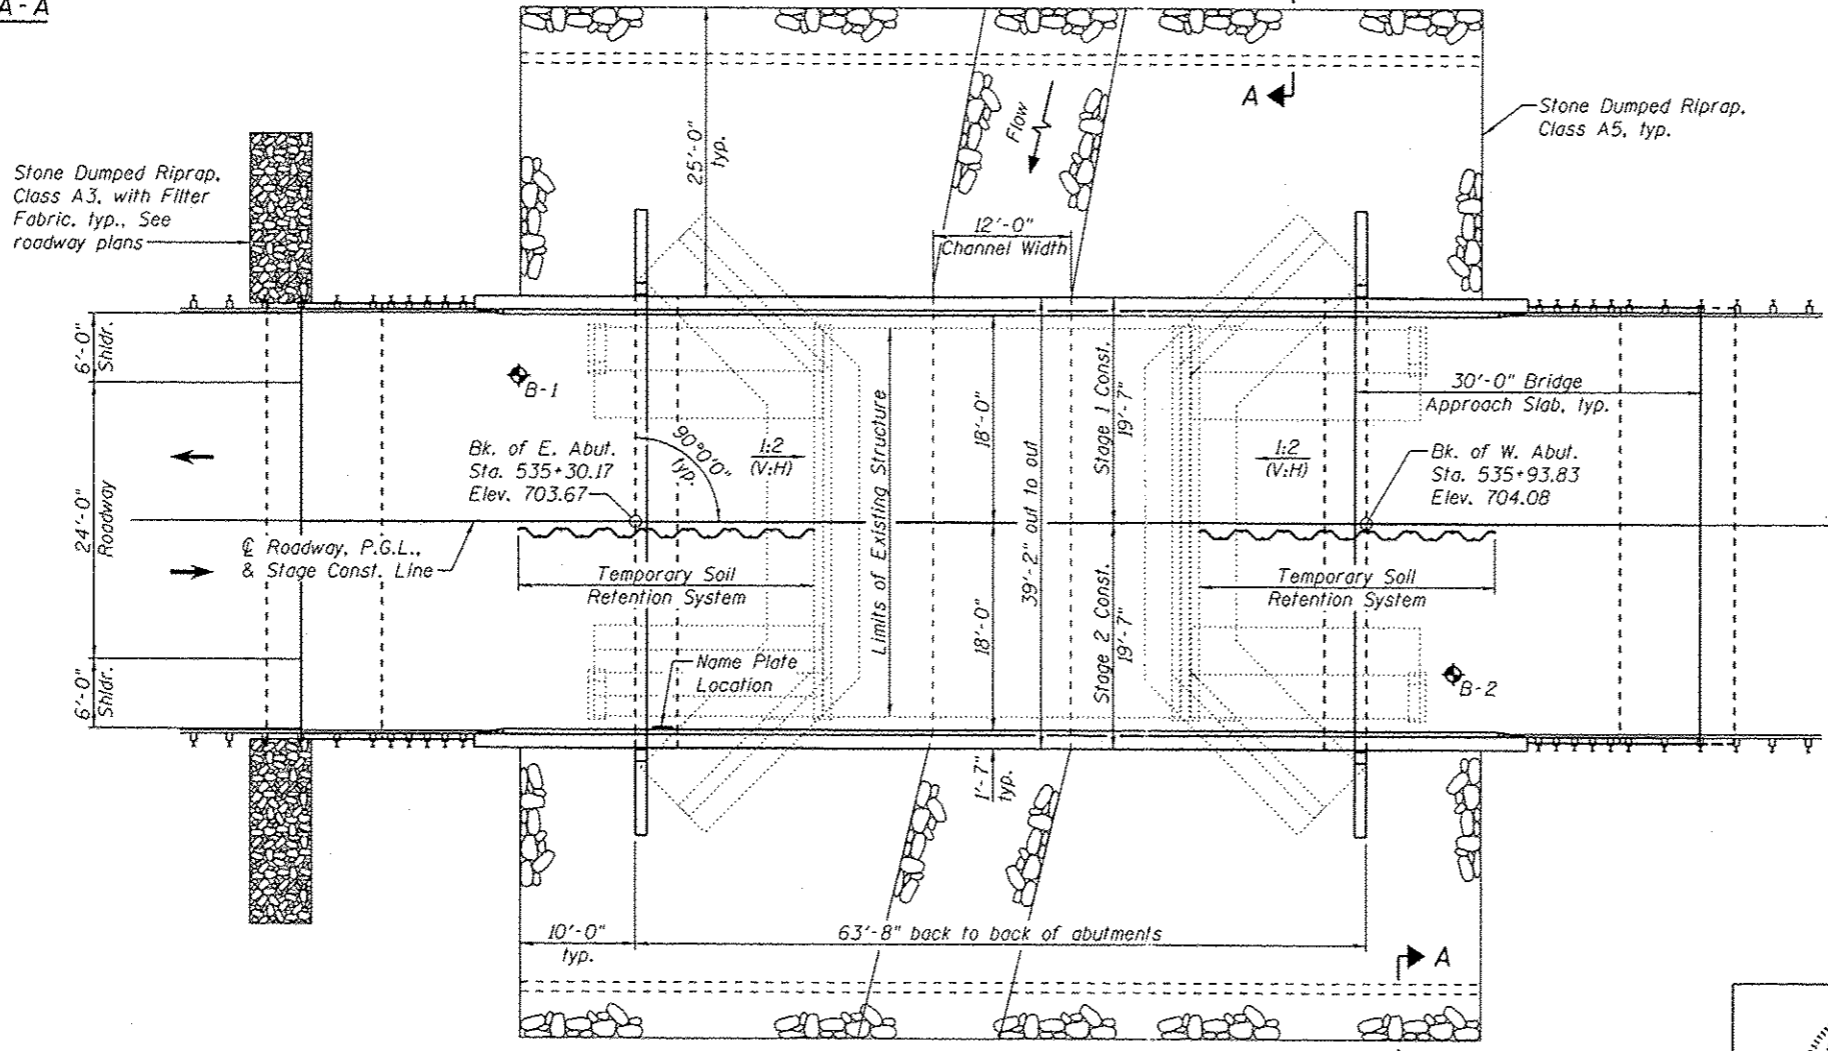 A-A
Stone Dumped Riprap,
Class A3, with Filter
Fabric, typ., See
roadway plans
25'-0"
typ.
Flow
A
Stone Dumped Riprap,
Class A5, typ.
12'-0"
Channel Width
6'-0"
Shldr.
24'-0"
Roadway
6'-0"
Shldr.
B-1
Bk. of E. Abut.
Sta. 535+30.17
Elev. 703.67
90°0'0"
typ.
1:2
(V:H)
Limits of Existing Structure
18'-0"
18'-0"
39'-2" out to out
Stage 1 Const.
19'-7"
Stage 2 Const.
19'-7"
1:2
(V:H)
30'-0" Bridge
Approach Slab, typ.
Bk. of W. Abut.
Sta. 535+93.83
Elev. 704.08
℄ Roadway, P.G.L.,
& Stage Const. Line
Temporary Soil
Retention System
Temporary Soil
Retention System
Name Plate
Location
B-2
1'-7"
typ.
10'-0"
typ.
63'-8" back to back of abutments
A